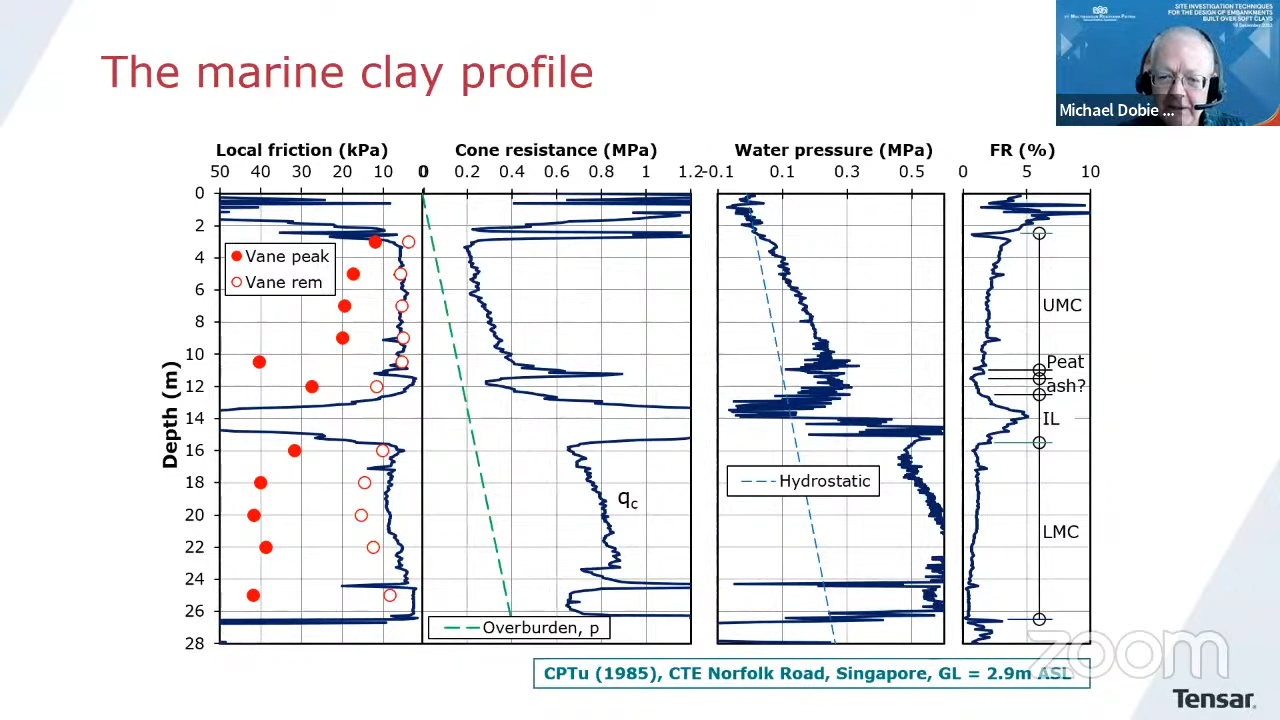 SITE INVESTIGATION TECHNIQUES
FOR THE DESIGN OF EMBANKMENTS
BUILT OVER SOFT CLAYS
Michael Dobie ...
The marine clay profile
Local friction (kPa) Cone resistance (MPa) Water pressure (MPa) FR (%)
50 40 30 20 10 0 0 0.2 0.4 0.6 0.8 1 1.2 -0.1 0.1 0.3 0.5 0 5 10
0
2
Vane peak
4
Vane rem
6
UMC
8
10
Peat
12
ash?
14
IL
Depth (m)
16
Hydrostatic
18
qc
20
LMC
22
24
26
Overburden, p
28
zoom
CPTu (1985), CTE Norfolk Road, Singapore, GL = 2.9m ASL
Tensar